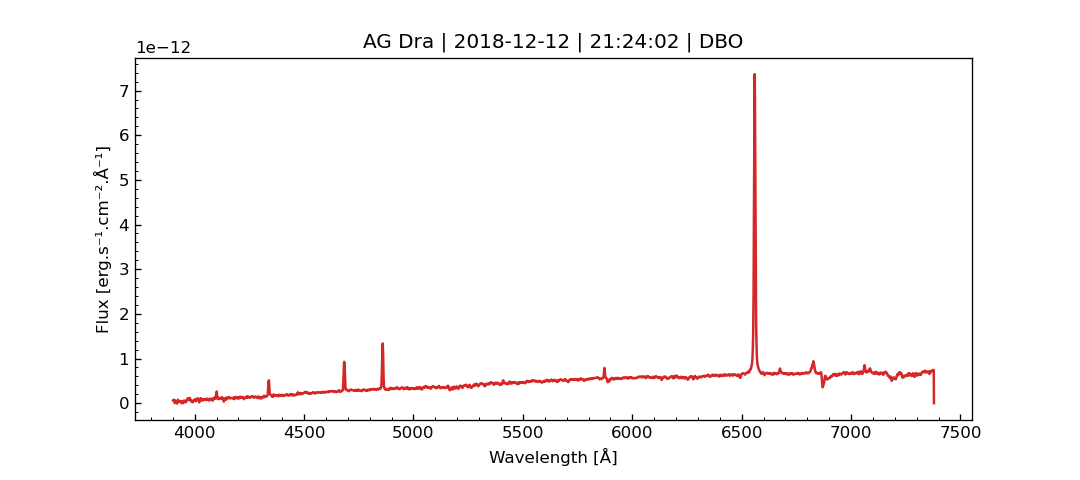 AG Dra | 2018-12-12 | 21:24:02 | DBO
1e−12
7
6
5
4
3
2
1
0
Flux [erg.s⁻¹.cm⁻².Å⁻¹]
4000 4500 5000 5500 6000 6500 7000 7500
Wavelength [Å]